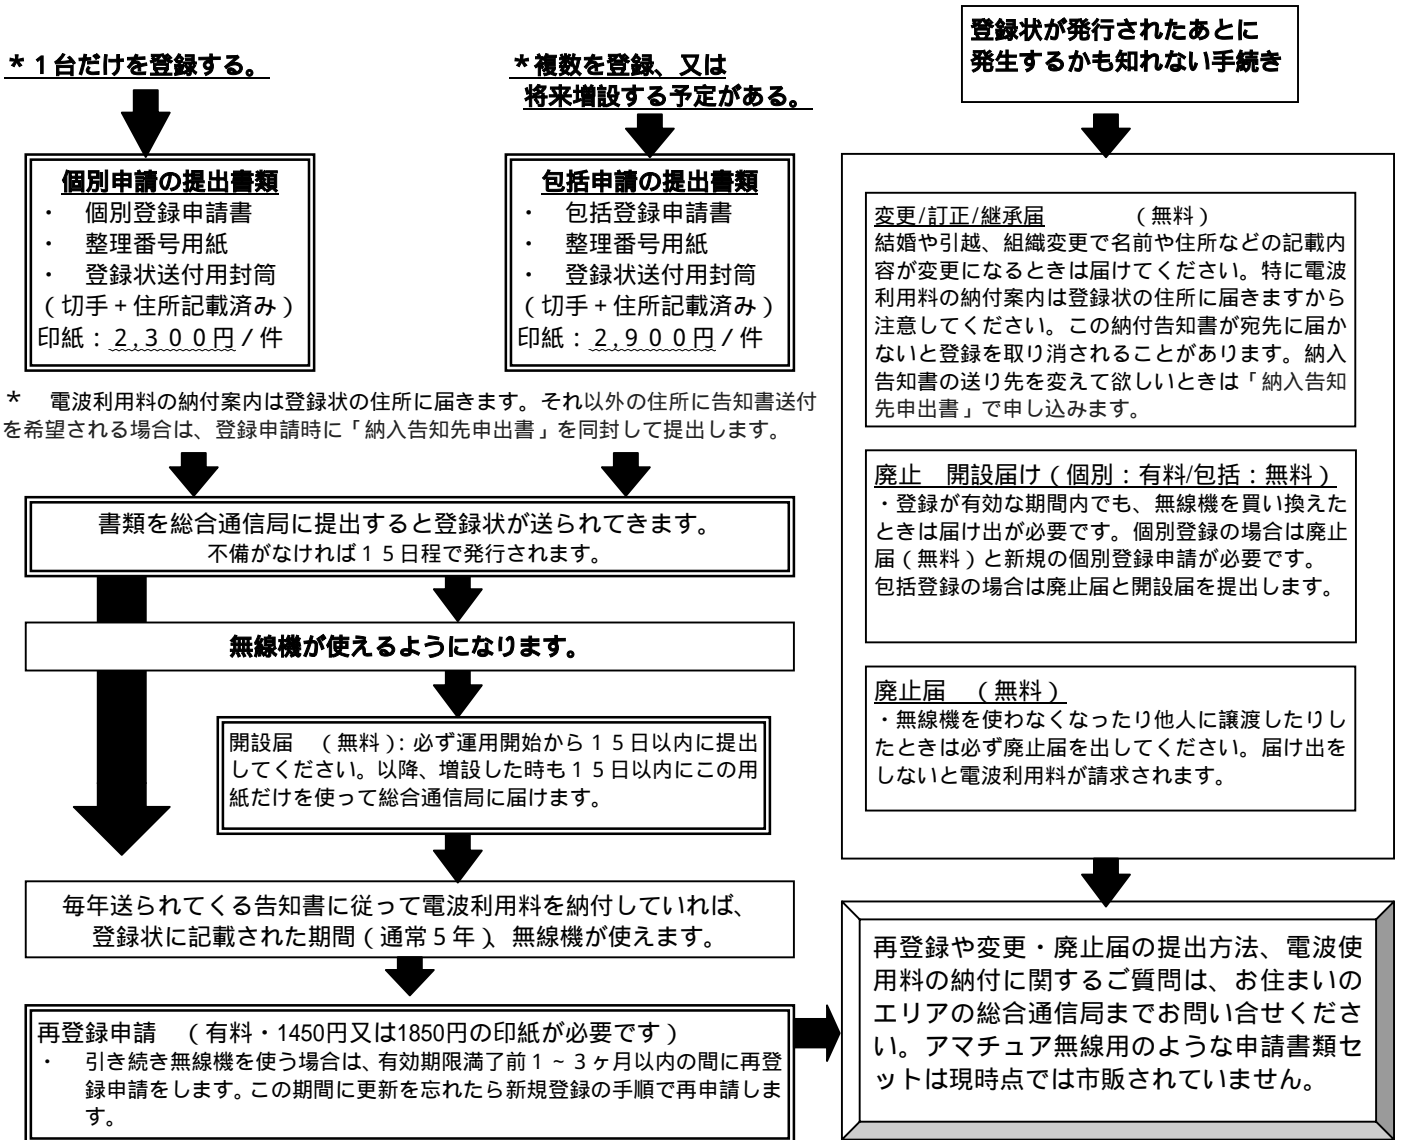 ＊１台だけを登録する。
＊複数を登録、又は
将来増設する予定がある。
個別申請の提出書類
・　個別登録申請書
・　整理番号用紙
・　登録状送付用封筒
（切手＋住所記載済み）
印紙：２,３００円／件
包括申請の提出書類
・　包括登録申請書
・　整理番号用紙
・　登録状送付用封筒
（切手＋住所記載済み）
印紙：２,９００円／件
＊　電波利用料の納付案内は登録状の住所に届きます。それ以外の住所に告知書送付
を希望される場合は、登録申請時に「納入告知先申出書」を同封して提出します。
書類を総合通信局に提出すると登録状が送られてきます。
不備がなければ１５日程で発行されます。
無線機が使えるようになります。
開設届　（無料）：必ず運用開始から１５日以内に提出
してください。以降、増設した時も１５日以内にこの用
紙だけを使って総合通信局に届けます。
毎年送られてくる告知書に従って電波利用料を納付していれば、
登録状に記載された期間（通常５年）、無線機が使えます。
再登録申請　（有料・1450円又は1850円の印紙が必要です）
・　引き続き無線機を使う場合は、有効期限満了前１～３ヶ月以内の間に再登
録申請をします。この期間に更新を忘れたら新規登録の手順で再申請しま
す。
登録状が発行されたあとに
発生するかも知れない手続き
変更/訂正/継承届　　　（無料）
結婚や引越、組織変更で名前や住所などの記載内
容が変更になるときは届けてください。特に電波
利用料の納付案内は登録状の住所に届きますから
注意してください。この納付告知書が宛先に届か
ないと登録を取り消されることがあります。納入
告知書の送り先を変えて欲しいときは「納入告知
先申出書」で申し込みます。
廃止　開設届け（個別：有料/包括：無料）
・登録が有効な期間内でも、無線機を買い換えた
ときは届け出が必要です。個別登録の場合は廃止
届（無料）と新規の個別登録申請が必要です。
包括登録の場合は廃止届と開設届を提出します。
廃止届　（無料）
・無線機を使わなくなったり他人に譲渡したりし
たときは必ず廃止届を出してください。届け出を
しないと電波利用料が請求されます。
再登録や変更・廃止届の提出方法、電波使
用料の納付に関するご質問は、お住まいの
エリアの総合通信局までお問い合せくださ
い。アマチュア無線用のような申請書類セ
ットは現時点では市販されていません。